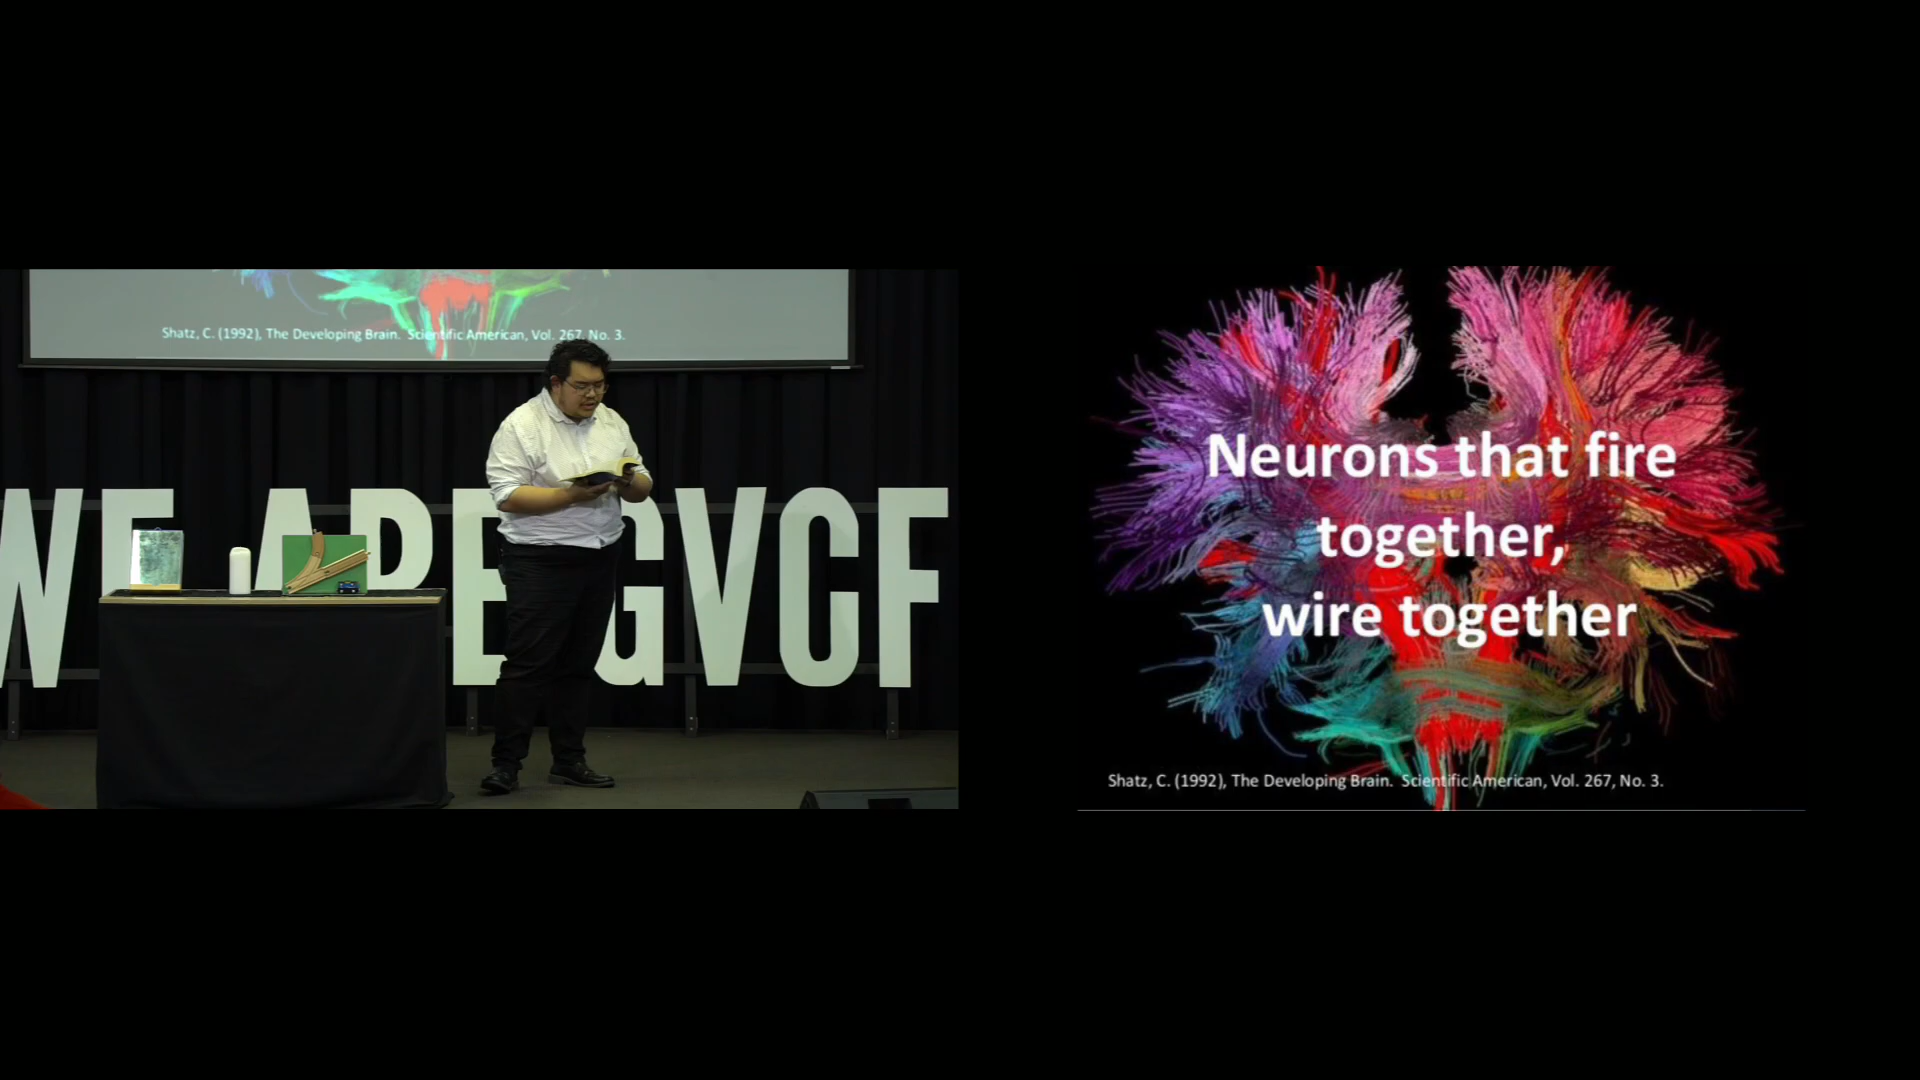 Shatz, C. (1992), The Developing Brain. Scientific American, Vol. 267, No. 3.
WE ARE GVCF
Neurons that fire
together,
wire together
Shatz, C. (1992), The Developing Brain. Scientific American, Vol. 267, No. 3.